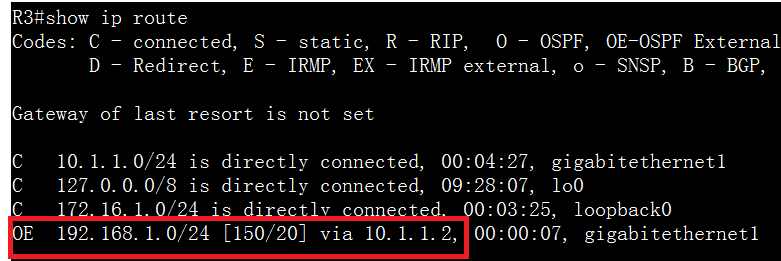 R3#show ip route
Codes: C - connected, S - static, R - RIP,  O - OSPF, OE-OSPF External
D - Redirect, E - IRMP, EX - IRMP external, o - SNSP, B - BGP,
Gateway of last resort is not set
C   10.1.1.0/24 is directly connected, 00:04:27, gigabitethernet1
C   127.0.0.0/8 is directly connected, 09:28:07, lo0
C   172.16.1.0/24 is directly connected, 00:03:25, loopback0
OE  192.168.1.0/24 [150/20] via 10.1.1.2, 00:00:07, gigabitethernet1